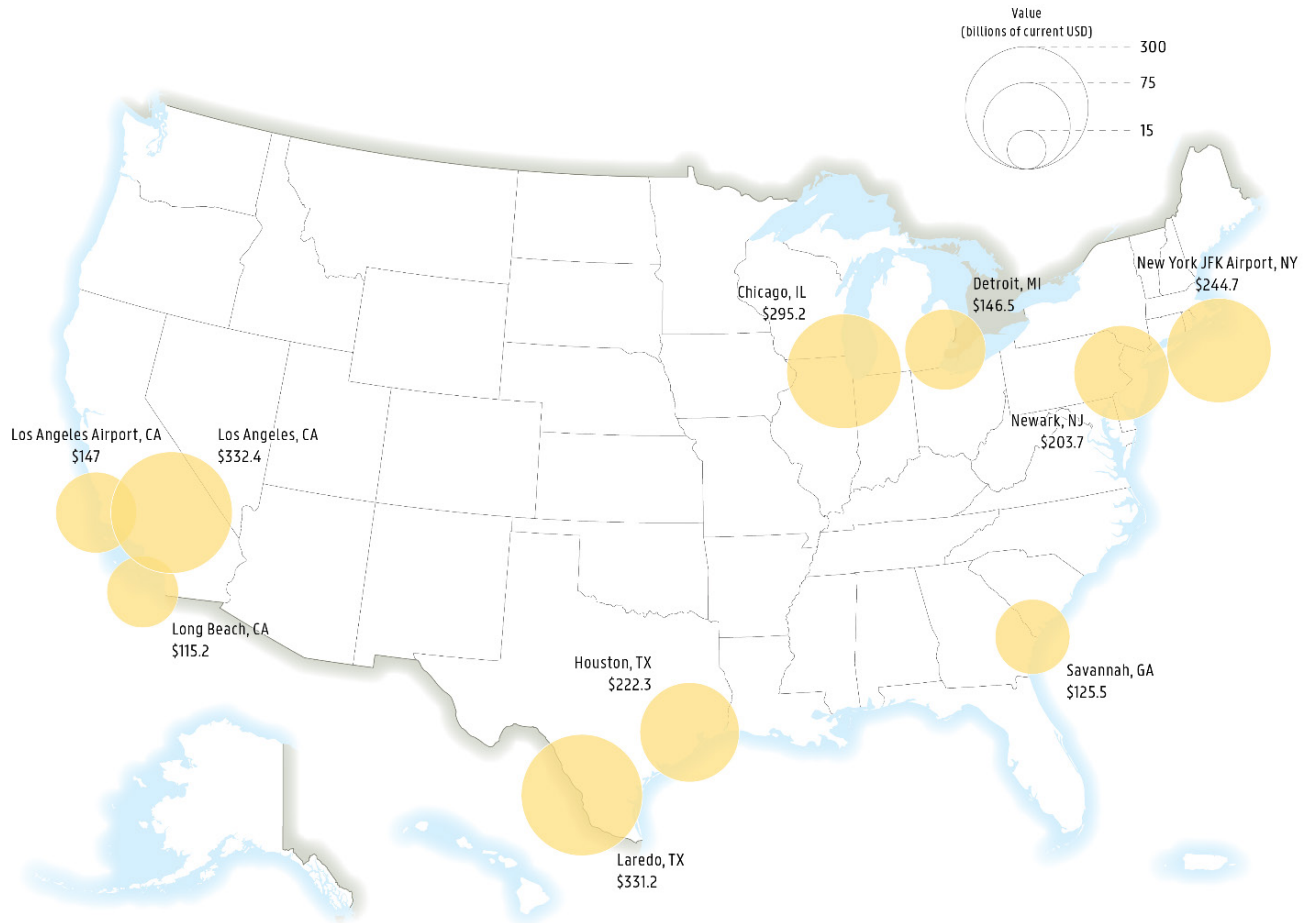 Value
(billions of current USD)
300
75
15
New York JFK Airport, NY
$244.7
Detroit, MI
$146.5
Chicago, IL
$295.2
Newark, NJ
$203.7
Los Angeles Airport, CA
$147
Los Angeles, CA
$332.4
Long Beach, CA
$115.2
Houston, TX
$222.3
Savannah, GA
$125.5
Laredo, TX
$331.2